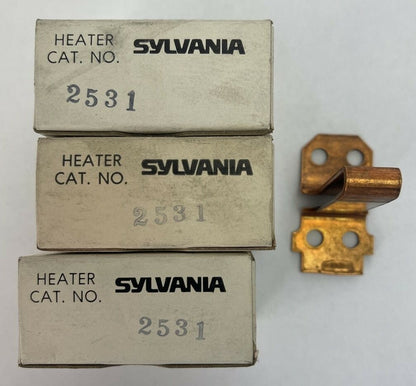 HEATER SYLVANIA
CAT. NO.
2531
HEATER SYLVANIA
CAT. NO.
2531
HEATER SYLVANIA
CAT. NO.
2531